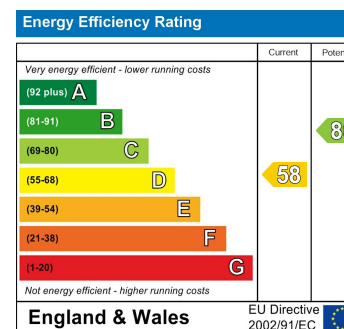 Energy Efficiency Rating
Current
Very energy efficient - lower running costs
(92 plus) A
(81-91) B
(69-80) C
(55-68) D
58
(39-54) E
(21-38) F
(1-20) G
Not energy efficient - higher running costs
England & Wales
EU Directive
2002/91/EC